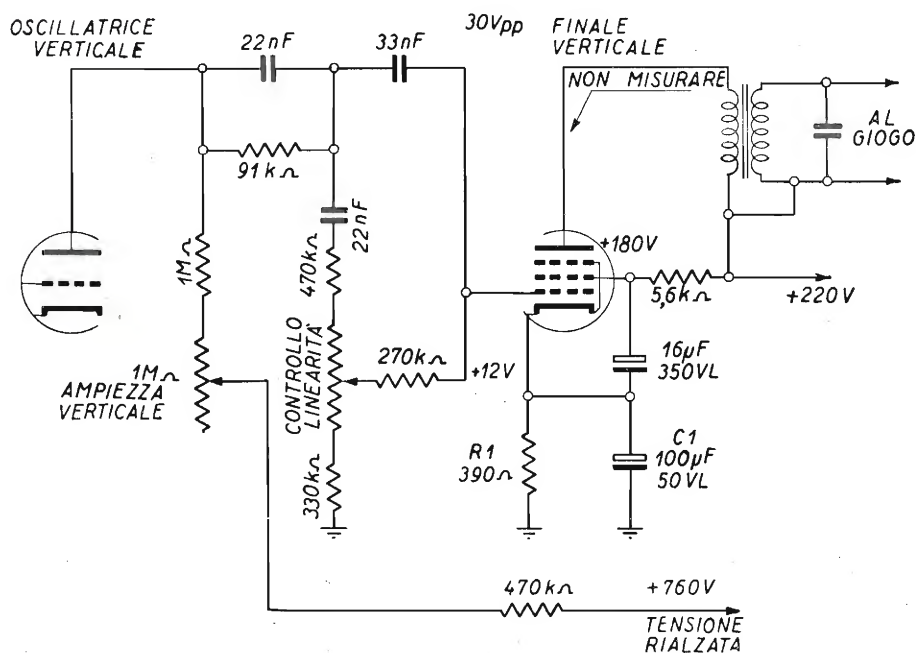 OSCILLATRICE
VERTICALE
22nF
33nF
30Vpp
FINALE
VERTICALE
NON MISURARE
AL
GIOGO
91kΩ
22nF
1MΩ
470kΩ
+180V
5,6kΩ
+220V
1MΩ
AMPIEZZA
VERTICALE
CONTROLLO
LINEARITÀ
270kΩ
+12V
16µF
350VL
R1
390Ω
C1
100µF
50VL
330kΩ
470kΩ
+760V
TENSIONE
RIALZATA